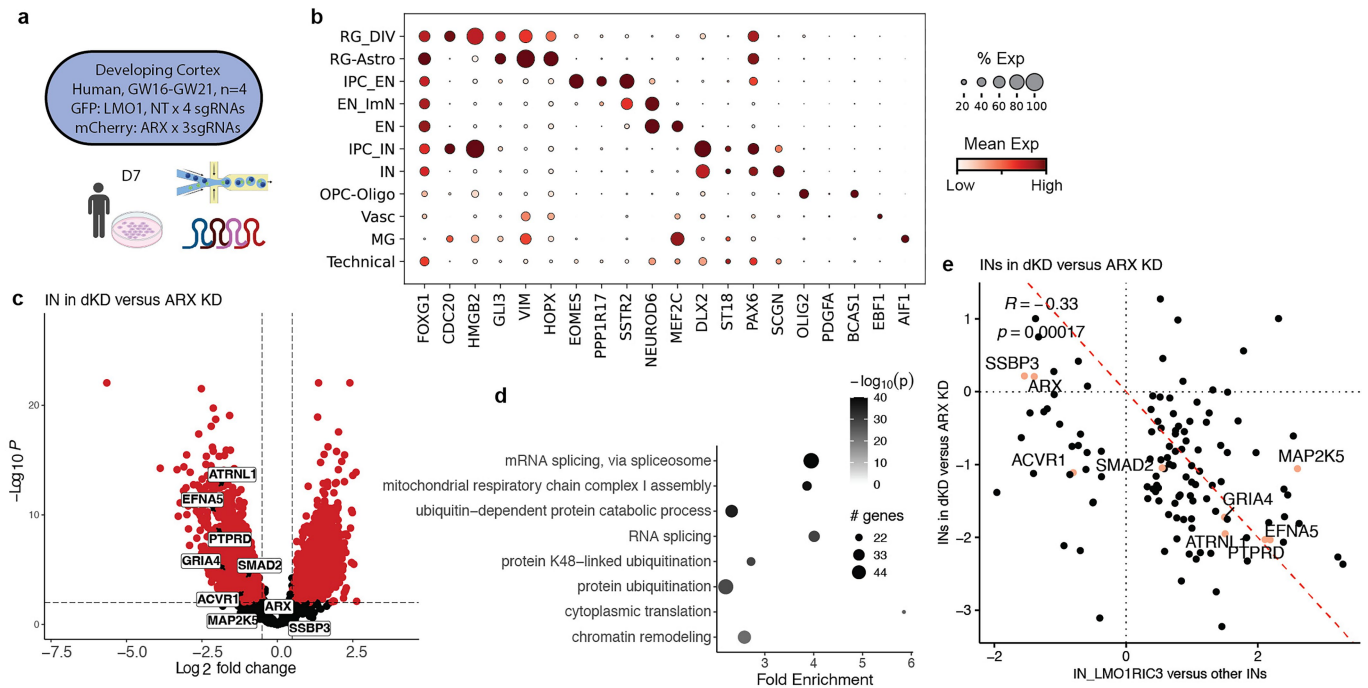 a
Developing Cortex
Human, GW16-GW21, n=4
GFP: LMO1, NT x 4 sgRNAs
mCherry: ARX x 3sgRNAs
D7
b
RG_DIV
RG-Astro
IPC_EN
EN_ImN
EN
IPC_IN
IN
OPC-Oligo
Vasc
MG
Technical
FOXG1
CDC20
HMGB2
GLI3
VIM
HOPX
EOMES
PPP1R17
SSTR2
NEUROD6
MEF2C
DLX2
ST18
PAX6
SCGN
OLIG2
PDGFA
BCAS1
EBF1
AIF1
% Exp
20 40 60 80 100
Mean Exp
Low High
c
IN in dKD versus ARX KD
−Log10 P
20
10
0
ATRNL1
EFNA5
PTPRD
GRIA4
SMAD2
ACVR1
ARX
MAP2K5
SSBP3
−7.5 −5.0 −2.5 0 2.5
Log2 fold change
d
mRNA splicing, via spliceosome
mitochondrial respiratory chain complex I assembly
ubiquitin−dependent protein catabolic process
RNA splicing
protein K48−linked ubiquitination
protein ubiquitination
cytoplasmic translation
chromatin remodeling
3 4 5 6
Fold Enrichment
−log10(p)
40
30
20
10
0
# genes
22
33
44
e
INs in dKD versus ARX KD
R = −0.33
p = 0.00017
INs in dKD versus ARX KD
1
0
−1
−2
−3
SSBP3
ARX
ACVR1
SMAD2
MAP2K5
GRIA4
EFNA5
ATRNL1
PTPRD
−2 0 2
IN_LMO1RIC3 versus other INs